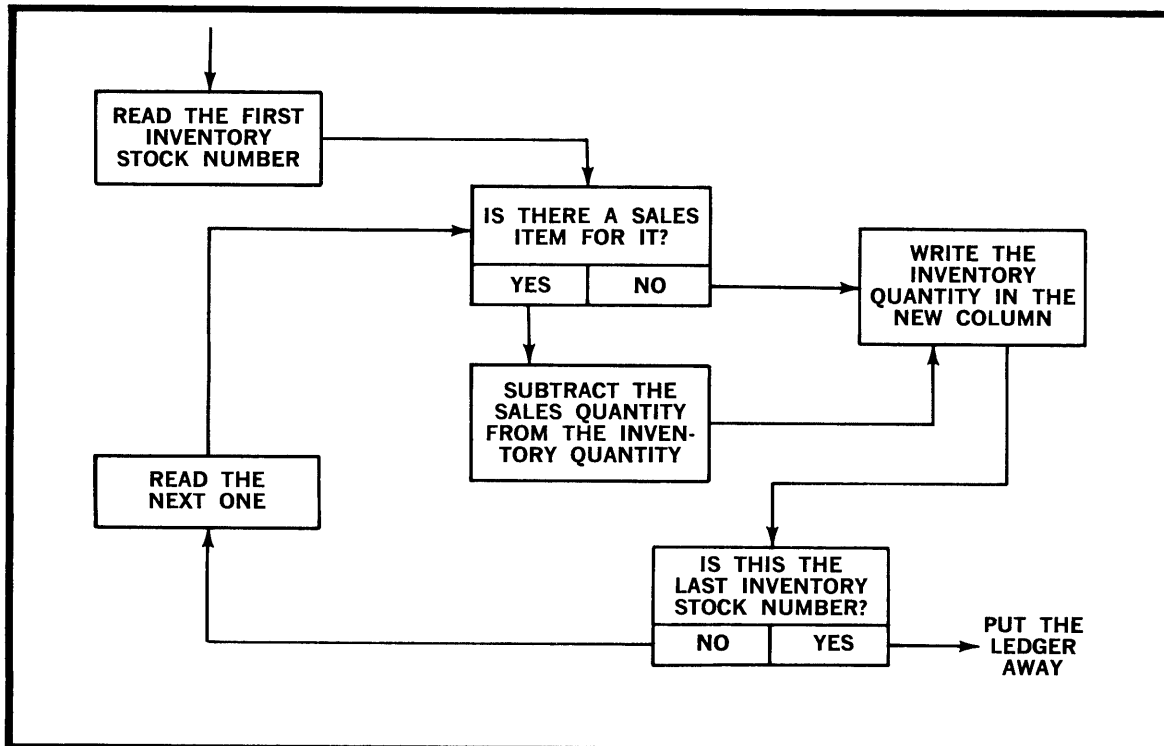 READ THE FIRST
INVENTORY
STOCK NUMBER
IS THERE A SALES
ITEM FOR IT?
YES
NO
WRITE THE
INVENTORY
QUANTITY IN THE
NEW COLUMN
SUBTRACT THE
SALES QUANTITY
FROM THE INVEN-
TORY QUANTITY
READ THE
NEXT ONE
IS THIS THE
LAST INVENTORY
STOCK NUMBER?
NO
YES
PUT THE
LEDGER
AWAY